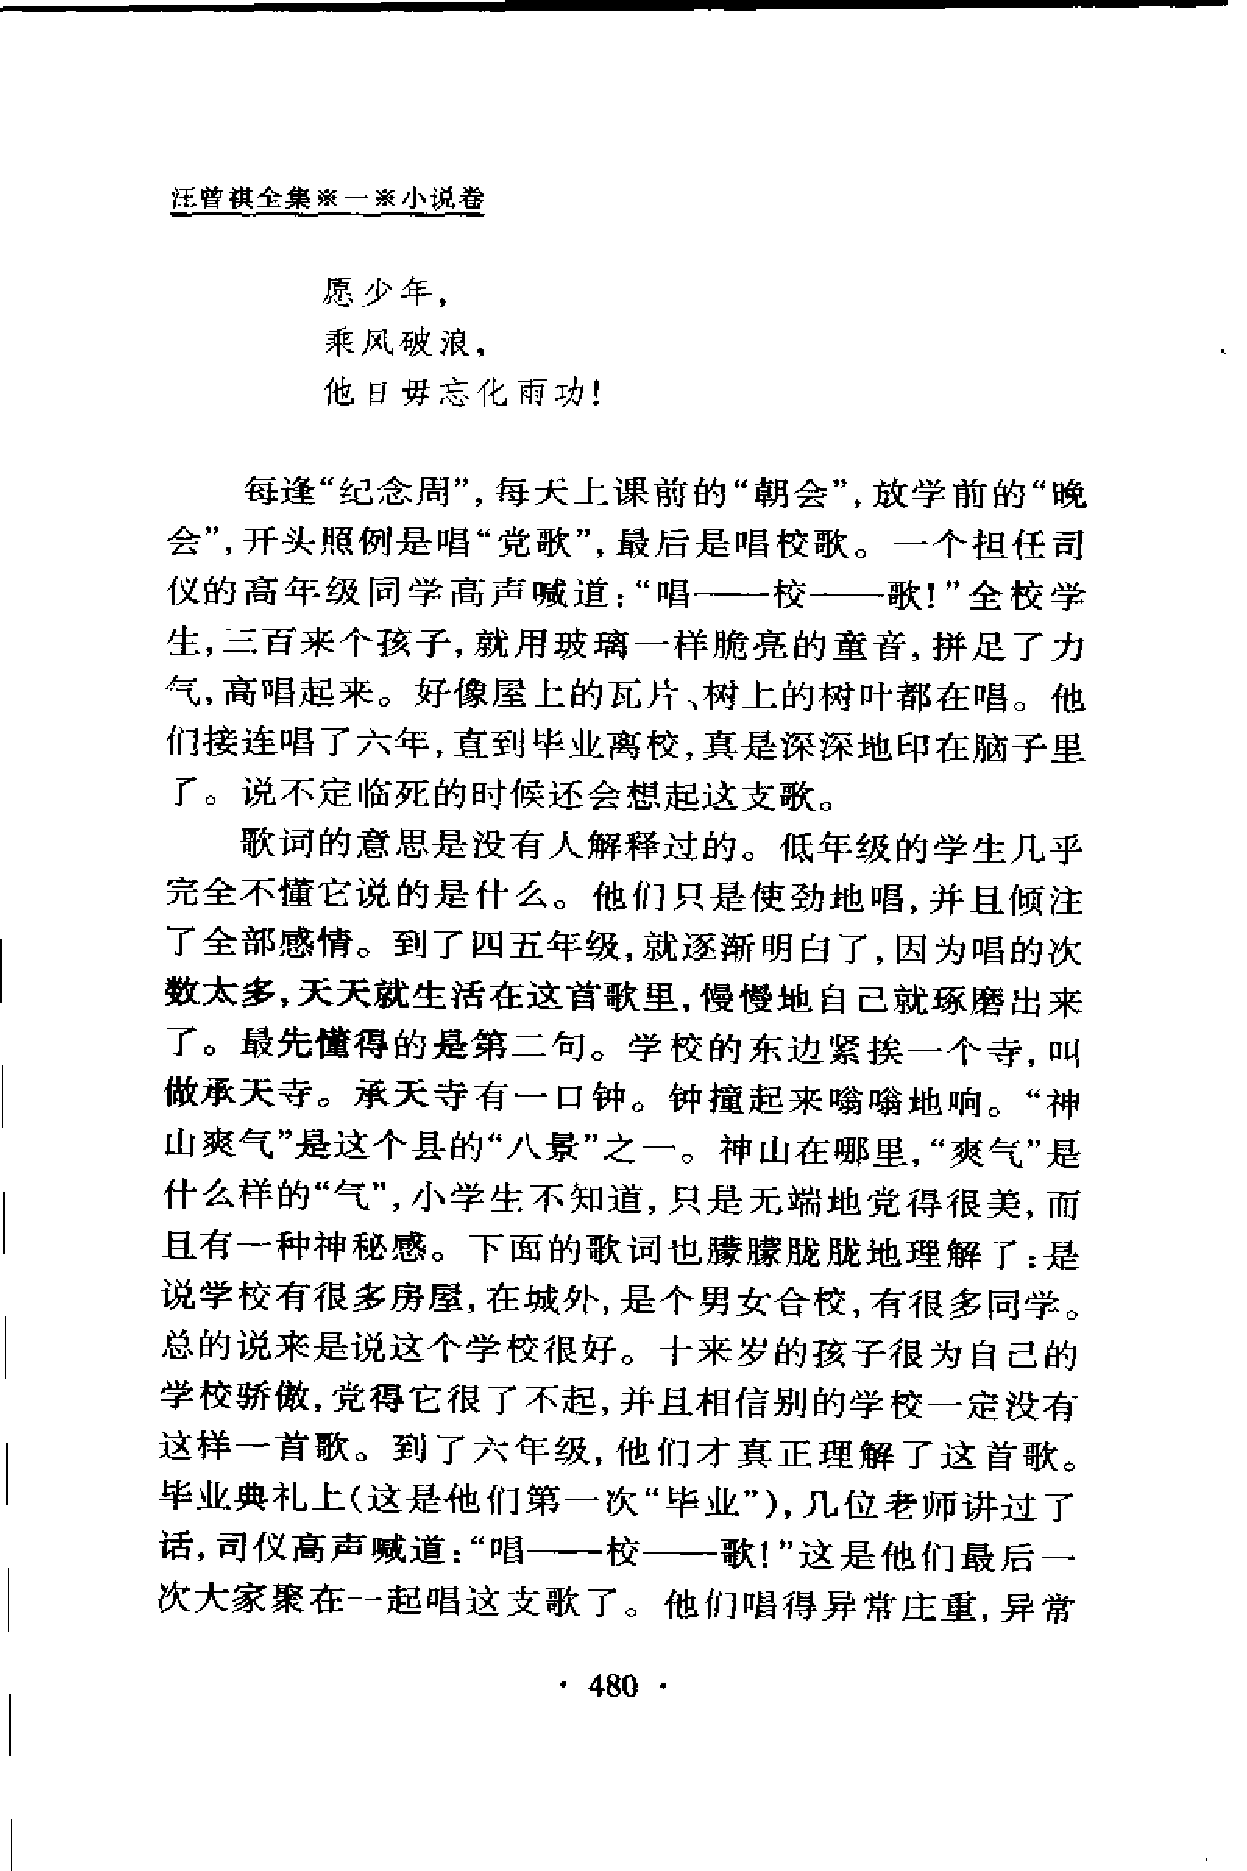 汪曾祺全集※一※小说卷
愿少年，
乘风破浪，
他日毋忘化雨功！
每逢“纪念周”，每天上课前的“朝会”，放学前的“晚
会”，开头照例是唱“党歌”，最后是唱校歌。一个担任司
仪的高年级同学高声喊道：“唱——校——歌！”全校学
生，三百来个孩子，就用玻璃一样脆亮的童音，拼足了力
气，高唱起来。好像屋上的瓦片、树上的树叶都在唱。他
们接连唱了六年，直到毕业离校，真是深深地印在脑子里
了。说不定临死的时候还会想起这支歌。
歌词的意思是没有人解释过的。低年级的学生几乎
完全不懂它说的是什么。他们只是使劲地唱，并且倾注
了全部感情。到了四五年级，就逐渐明白了，因为唱的次
数太多，天天就生活在这首歌里，慢慢地自己就琢磨出来
了。最先懂得的是第二句。学校的东边紧挨一个寺，叫
做承天寺。承天寺有一口钟。钟撞起来嗡嗡地响。“神
山爽气”是这个县的“八景”之一。神山在哪里，“爽气”是
什么样的“气”，小学生不知道，只是无端地觉得很美，而
且有一种神秘感。下面的歌词也朦朦胧胧地理解了：是
说学校有很多房屋，在城外，是个男女合校，有很多同学。
总的说来是说这个学校很好。十来岁的孩子很为自己的
学校骄傲，觉得它很了不起，并且相信别的学校一定没有
这样一首歌。到了六年级，他们才真正理解了这首歌。
毕业典礼上（这是他们第一次“毕业”），几位老师讲过了
话，司仪高声喊道：“唱——校——歌！”这是他们最后一
次大家聚在一起唱这支歌了。他们唱得异常庄重，异常
· 480 ·